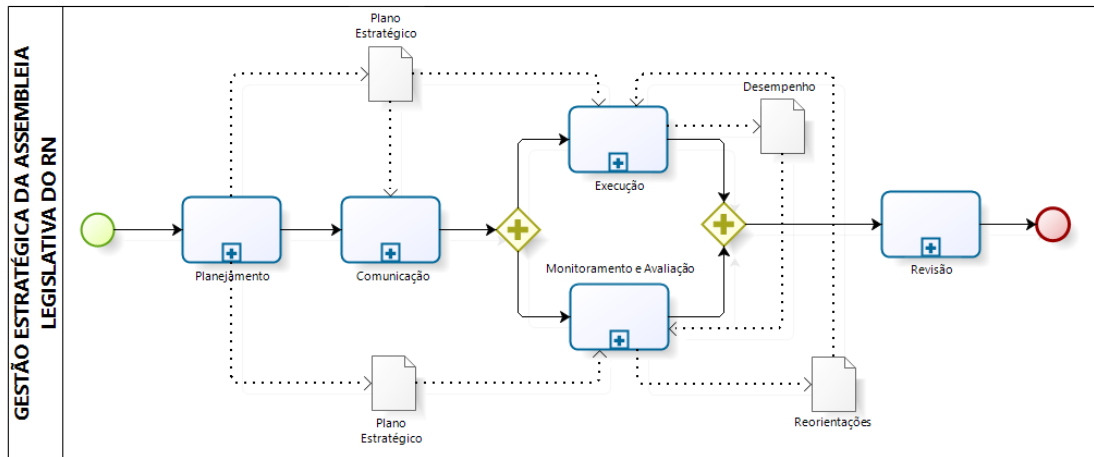 GESTÃO ESTRATÉGICA DA ASSEMBLEIA
LEGISLATIVA DO RN
Plano
Estratégico
Desempenho
Execução
Planejamento
Comunicação
Monitoramento e Avaliação
Revisão
Plano
Estratégico
Reorientações